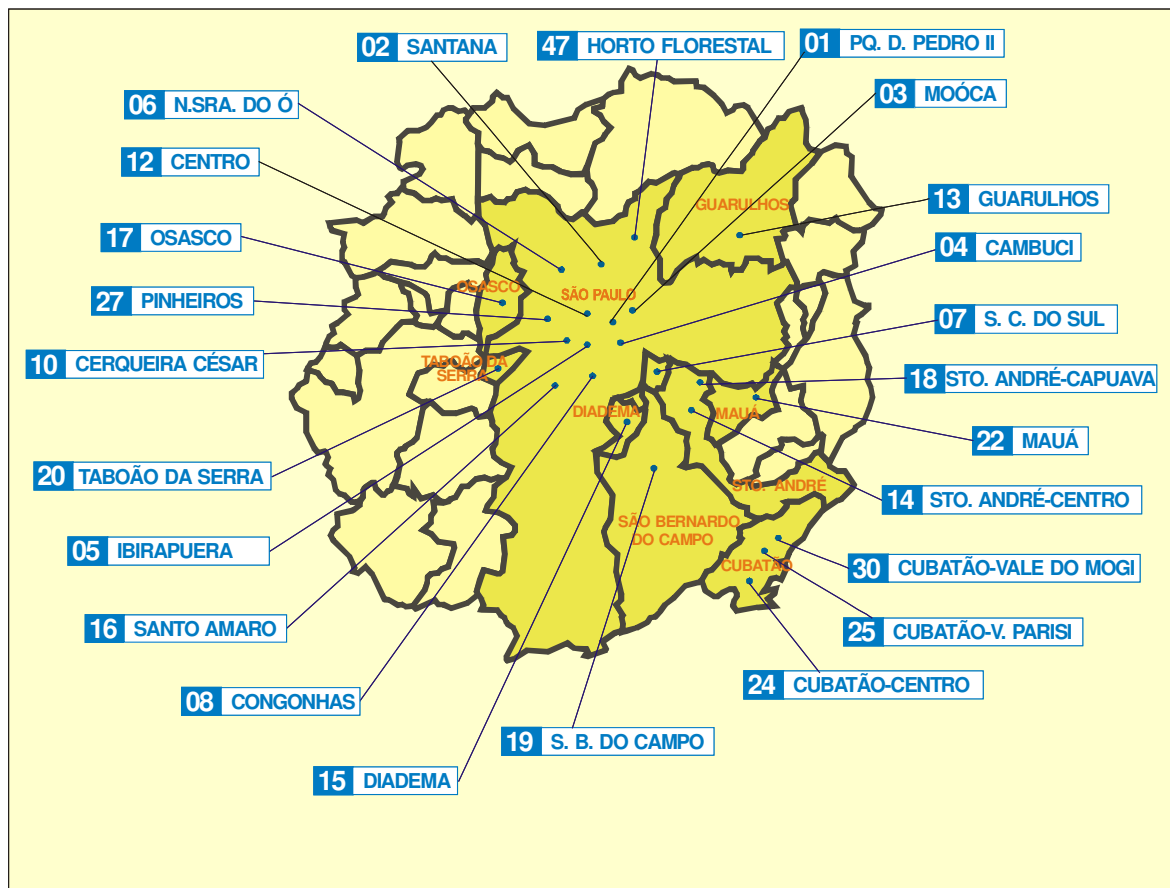 02 SANTANA
47 HORTO FLORESTAL
01 PQ. D. PEDRO II
06 N.SRA. DO Ó
03 MOÓCA
12 CENTRO
GUARULHOS
13 GUARULHOS
17 OSASCO
04 CAMBUCI
OSASCO
SÃO PAULO
27 PINHEIROS
07 S. C. DO SUL
10 CERQUEIRA CÉSAR
TABOÃO DA
SERRA
18 STO. ANDRÉ-CAPUAVA
DIADEMA
MAUÁ
22 MAUÁ
20 TABOÃO DA SERRA
STO. ANDRÉ
14 STO. ANDRÉ-CENTRO
SÃO BERNARDO
DO CAMPO
05 IBIRAPUERA
CUBATÃO
30 CUBATÃO-VALE DO MOGI
16 SANTO AMARO
25 CUBATÃO-V. PARISI
24 CUBATÃO-CENTRO
08 CONGONHAS
19 S. B. DO CAMPO
15 DIADEMA